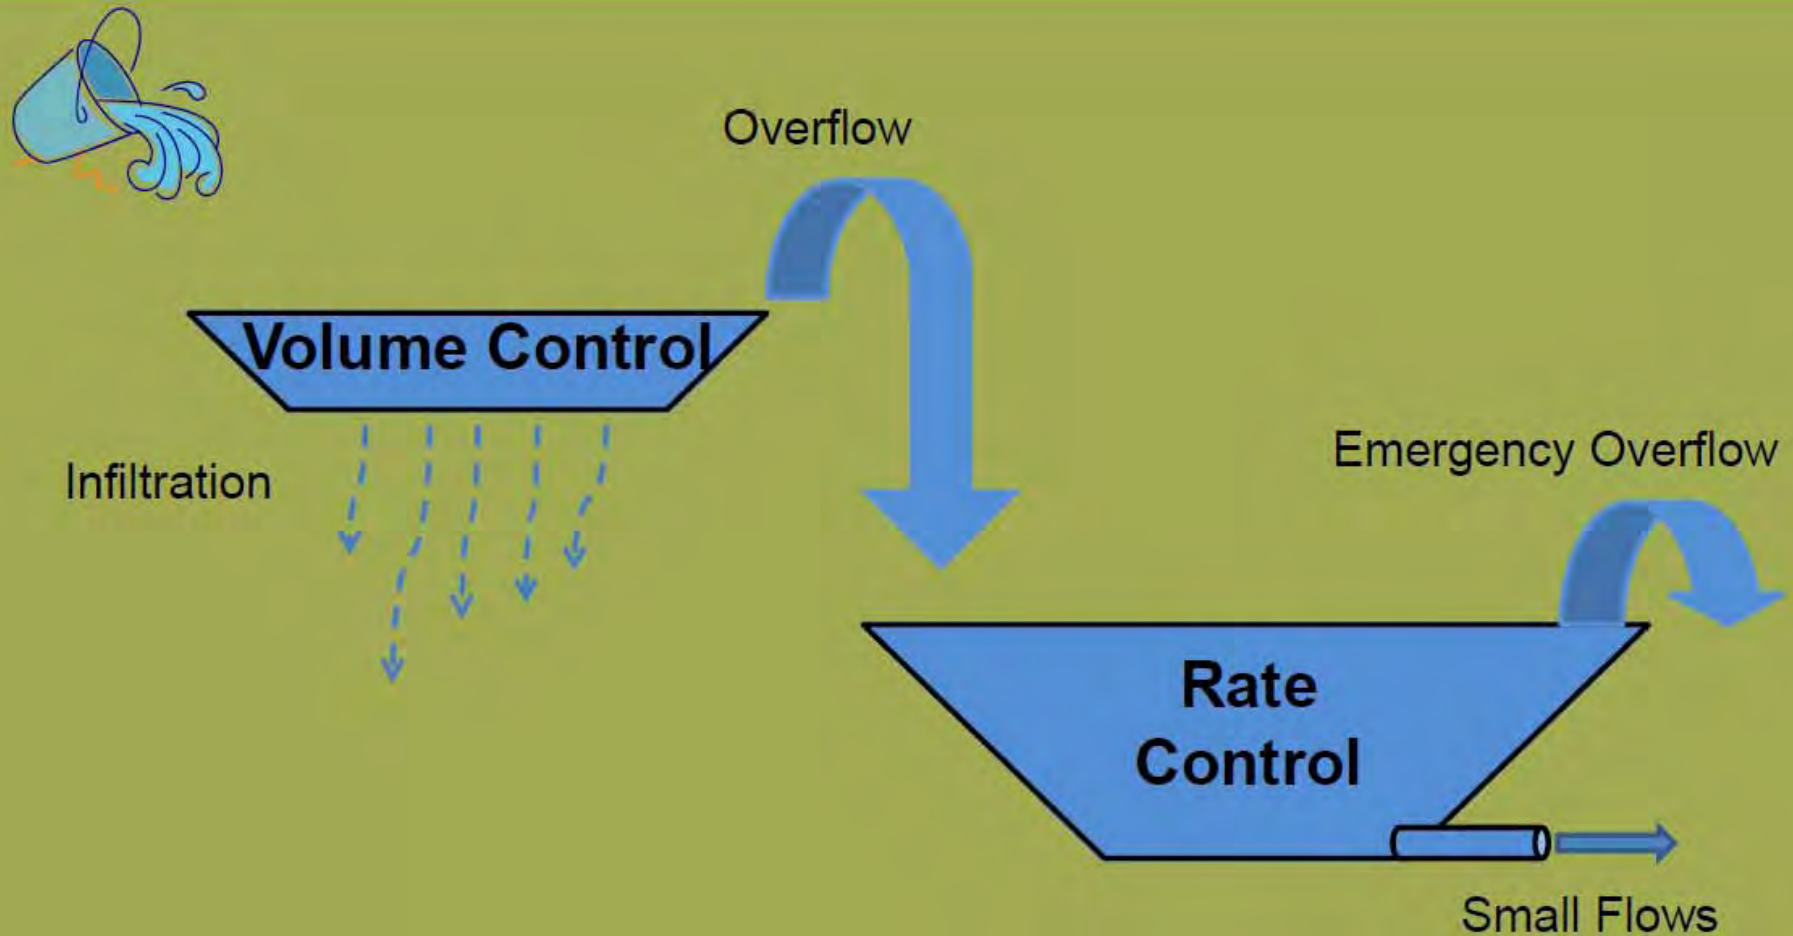 Overflow
Volume Control
Infiltration
Emergency Overflow
Rate
Control
Small Flows